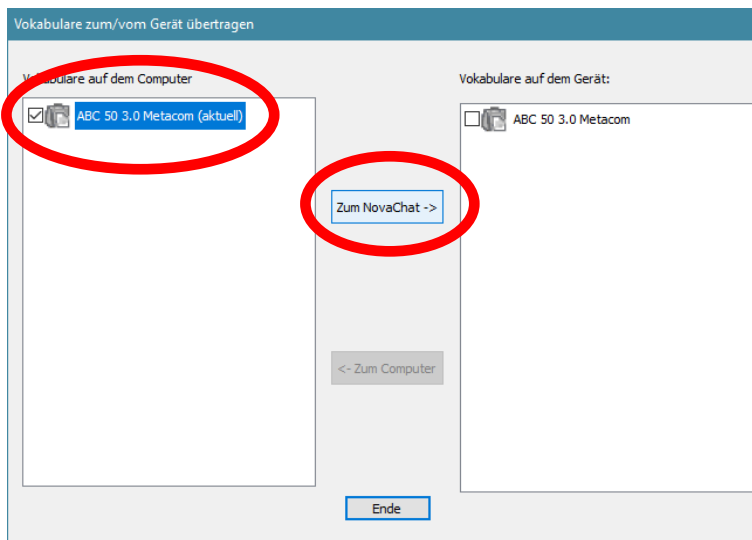 Vokabulare zum/vom Gerät übertragen
Vokabulare auf dem Computer
ABC 50 3.0 Metacom (aktuell)
Vokabulare auf dem Gerät:
ABC 50 3.0 Metacom
Zum NovaChat ->
<- Zum Computer
Ende